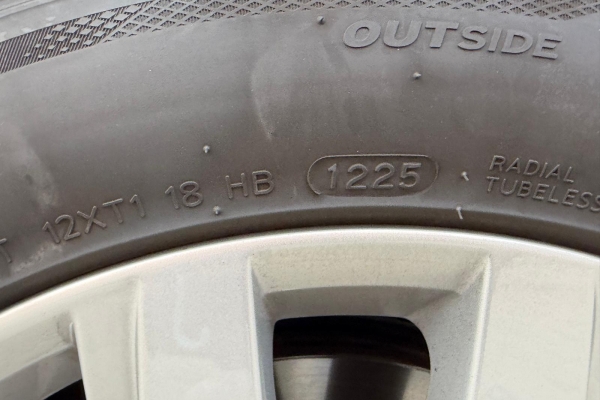 OUTSIDE
12XT1 18 HB 1225
RADIAL
TUBELESS